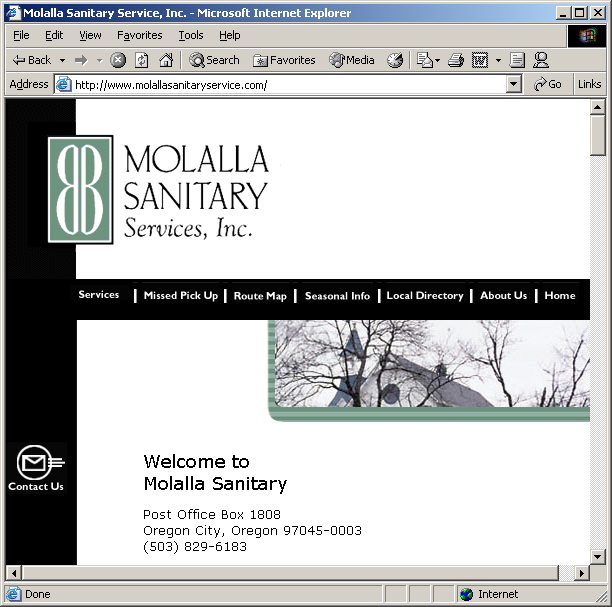 Molalla Sanitary Service, Inc. - Microsoft Internet Explorer
File Edit View Favorites Tools Help
Back Search Favorites Media
Address http://www.molallasanitaryservice.com/ Go Links
MOLALLA
SANITARY
Services, Inc.
Services Missed Pick Up Route Map Seasonal Info Local Directory About Us Home
Contact Us
Welcome to
Molalla Sanitary
Post Office Box 1808
Oregon City, Oregon 97045-0003
(503) 829-6183
Done Internet